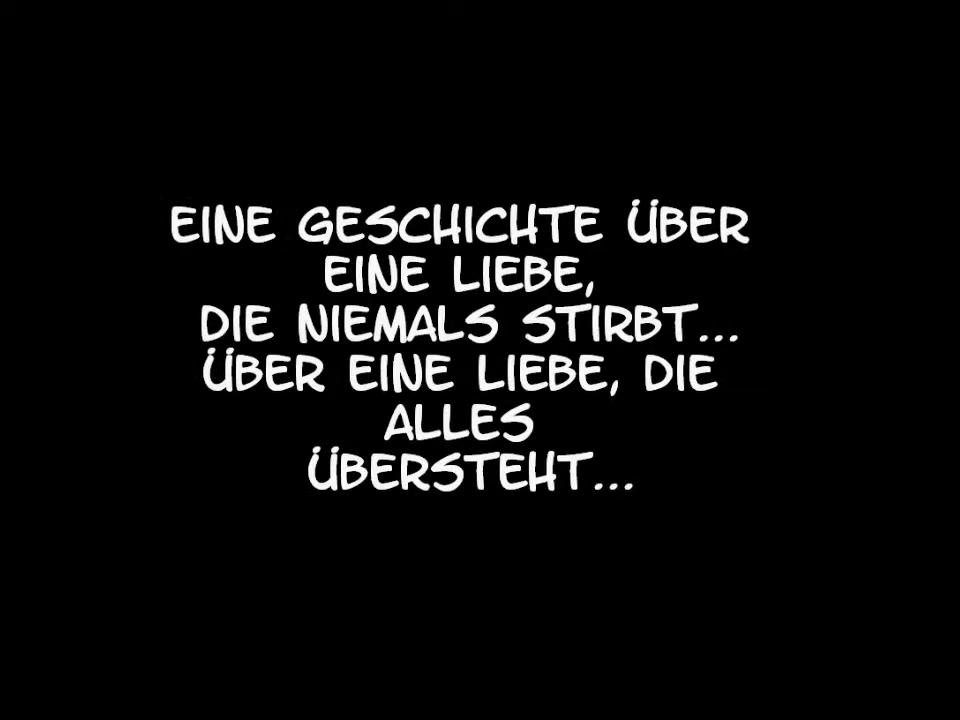 EINE GESCHICHTE ÜBER
EINE LIEBE,
DIE NIEMALS STIRBT...
ÜBER EINE LIEBE, DIE
ALLES
ÜBERSTEHT...